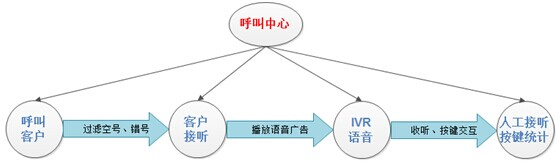 呼叫中心
呼叫
客户
过滤空号、错号
客户
接听
播放语音广告
IVR
语音
收听、按键交互
人工接听
按键统计